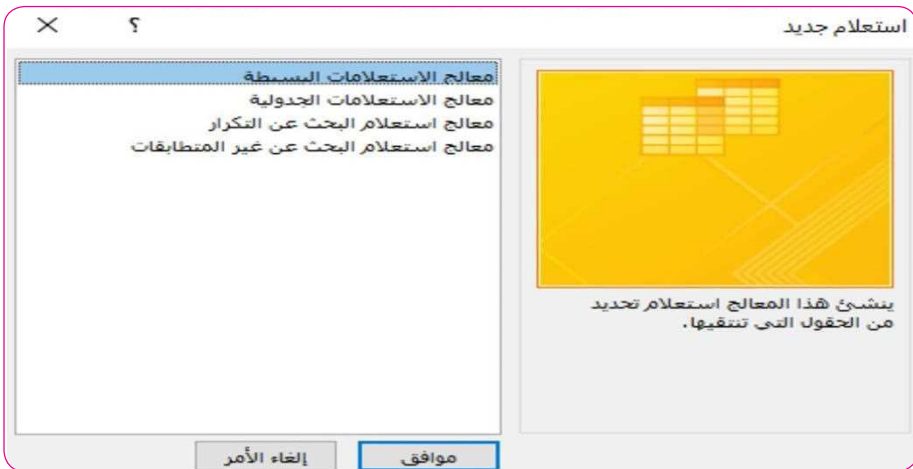 استعلام جديد
؟
معالج الاستعلامات البسيطة
معالج الاستعلامات الجدولية
معالج استعلام البحث عن التكرار
معالج استعلام البحث عن غير المتطابقات
ينشئ هذا المعالج استعلام تحديد
من الحقول التي تنتقيها.
موافق
إلغاء الأمر